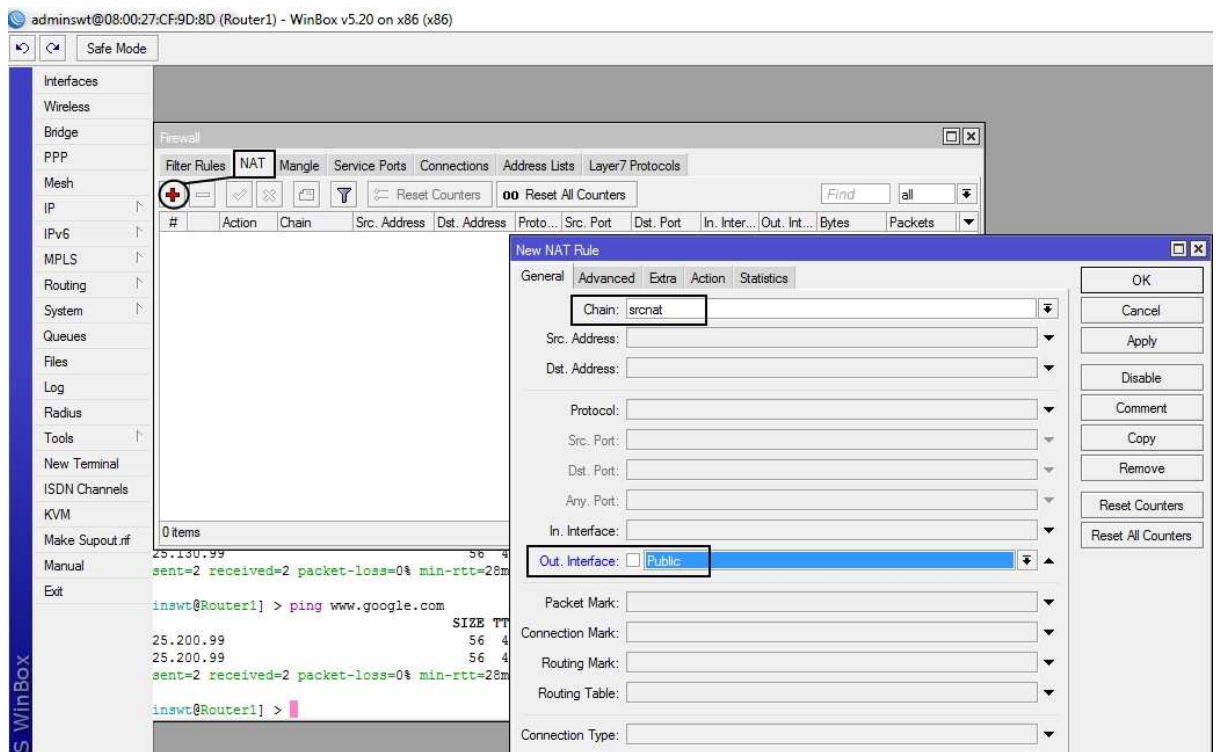 adminswt@08:00:27:CF:9D:8D (Router1) - WinBox v5.20 on x86 (x86)
Safe Mode
Interfaces
Wireless
Bridge
PPP
Mesh
IP
IPv6
MPLS
Routing
System
Queues
Files
Log
Radius
Tools
New Terminal
ISDN Channels
KVM
Make Supout.rif
Manual
Exit
S WinBox
Firewall
Filter Rules NAT Mangle Service Ports Connections Address Lists Layer7 Protocols
Reset Counters 00 Reset All Counters Find all
# Action Chain Src. Address Dst. Address Proto... Src. Port Dst. Port In. Inter... Out. Int... Bytes Packets
0 items
25.130.99 56 4
sent=2 received=2 packet-loss=0% min-rtt=28m
inswt@Router1] > ping www.google.com
SIZE TT
25.200.99 56 4
25.200.99 56 4
sent=2 received=2 packet-loss=0% min-rtt=28m
inswt@Router1] >
New NAT Rule
General Advanced Extra Action Statistics
Chain: srcnat
Src. Address:
Dst. Address:
Protocol:
Src. Port:
Dst. Port:
Any. Port:
In. Interface:
Out. Interface: Public
Packet Mark:
Connection Mark:
Routing Mark:
Routing Table:
Connection Type:
OK
Cancel
Apply
Disable
Comment
Copy
Remove
Reset Counters
Reset All Counters